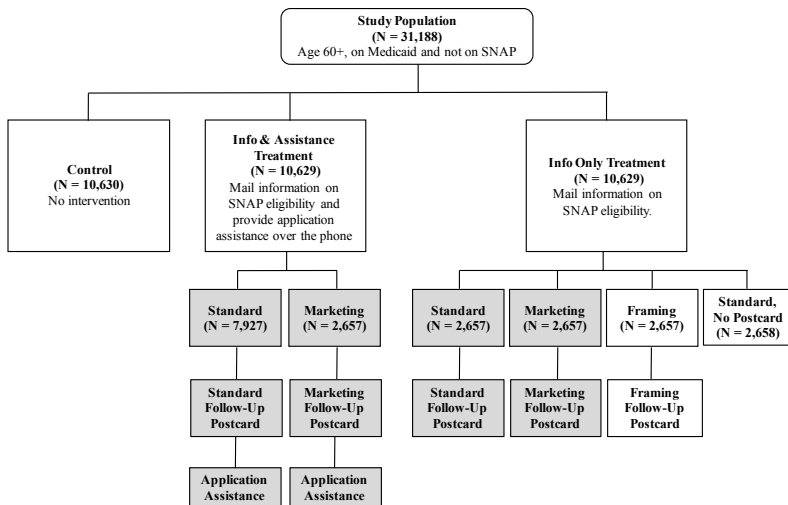 Study Population
(N = 31,188)
Age 60+, on Medicaid and not on SNAP
Control
(N = 10,630)
No intervention
Info & Assistance
Treatment
(N = 10,629)
Mail information on
SNAP eligibility and
provide application
assistance over the phone
Info Only Treatment
(N = 10,629)
Mail information on
SNAP eligibility.
Standard
(N = 7,927)
Marketing
(N = 2,657)
Standard
(N = 2,657)
Marketing
(N = 2,657)
Framing
(N = 2,657)
Standard,
No Postcard
(N = 2,658)
Standard
Follow-Up
Postcard
Marketing
Follow-Up
Postcard
Standard
Follow-Up
Postcard
Marketing
Follow-Up
Postcard
Framing
Follow-Up
Postcard
Application
Assistance
Application
Assistance